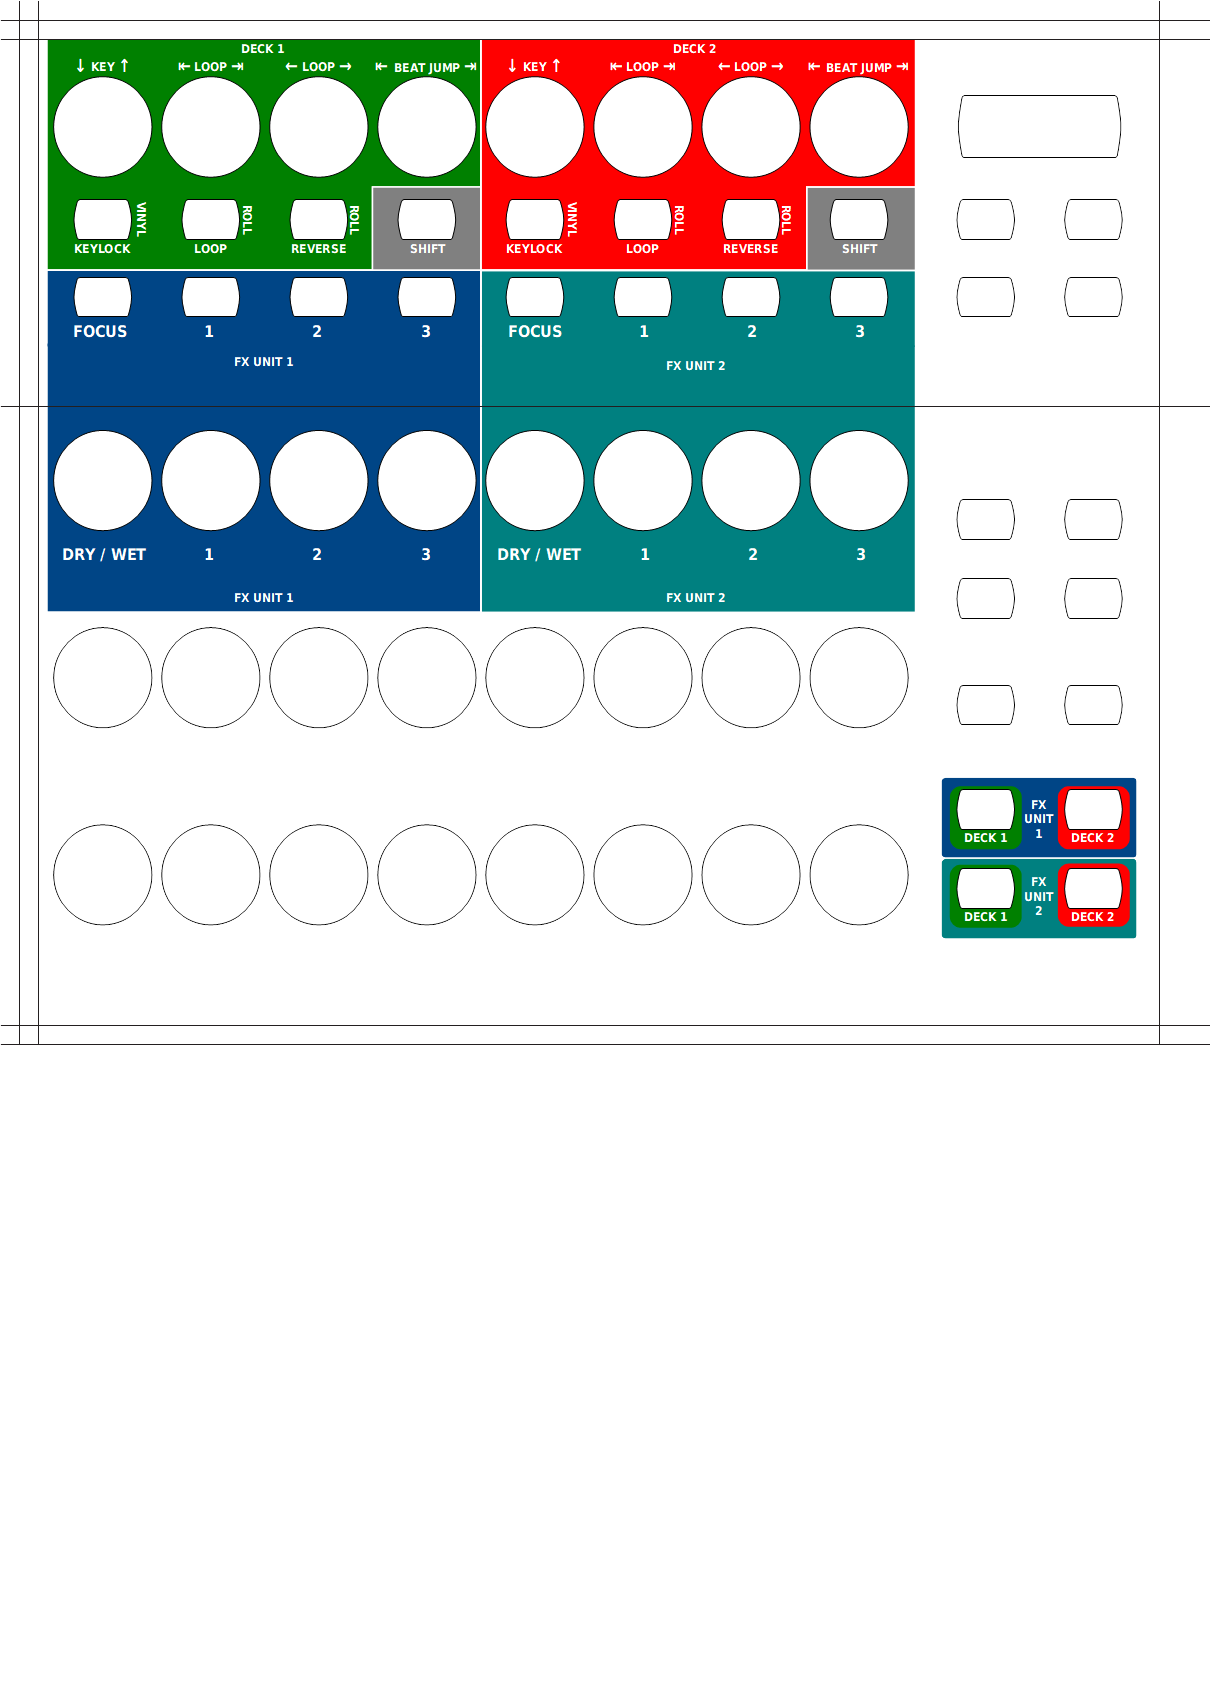 DECK 1
↓ KEY ↑ ⇤ LOOP ⇥ ← LOOP → ⇤ BEAT JUMP ⇥
VINYL ROLL ROLL
KEYLOCK LOOP REVERSE SHIFT
DECK 2
↓ KEY ↑ ⇤ LOOP ⇥ ← LOOP → ⇤ BEAT JUMP ⇥
VINYL ROLL ROLL
KEYLOCK LOOP REVERSE SHIFT
FOCUS 1 2 3
FX UNIT 1
FOCUS 1 2 3
FX UNIT 2
DRY / WET 1 2 3
FX UNIT 1
DRY / WET 1 2 3
FX UNIT 2
FX
UNIT
1
DECK 1 DECK 2
FX
UNIT
2
DECK 1 DECK 2